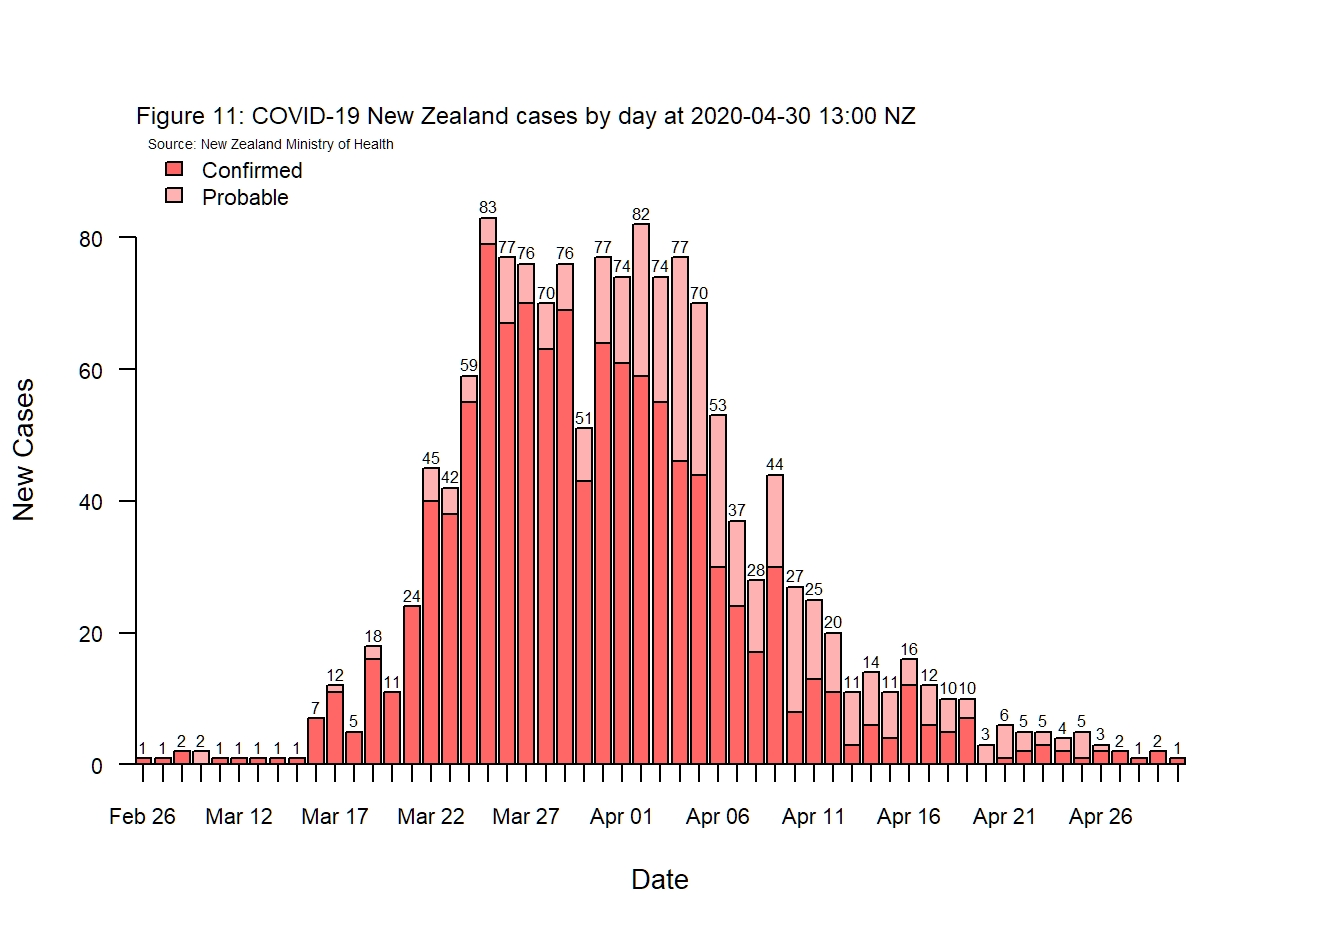 Figure 11: COVID-19 New Zealand cases by day at 2020-04-30 13:00 NZ
Source: New Zealand Ministry of Health
Confirmed
Probable
New Cases
80
60
40
20
0
1 1 2 2 1 1 1 1 1 7 12 5 18 11 24 45 42 59 83 77 76 70 76 51 77 74 82 74 77 70 53 37 28 44 27 25 20 11 14 11 16 12 10 10 3 6 5 5 4 5 3 2 1 2 1
Feb 26 Mar 12 Mar 17 Mar 22 Mar 27 Apr 01 Apr 06 Apr 11 Apr 16 Apr 21 Apr 26
Date